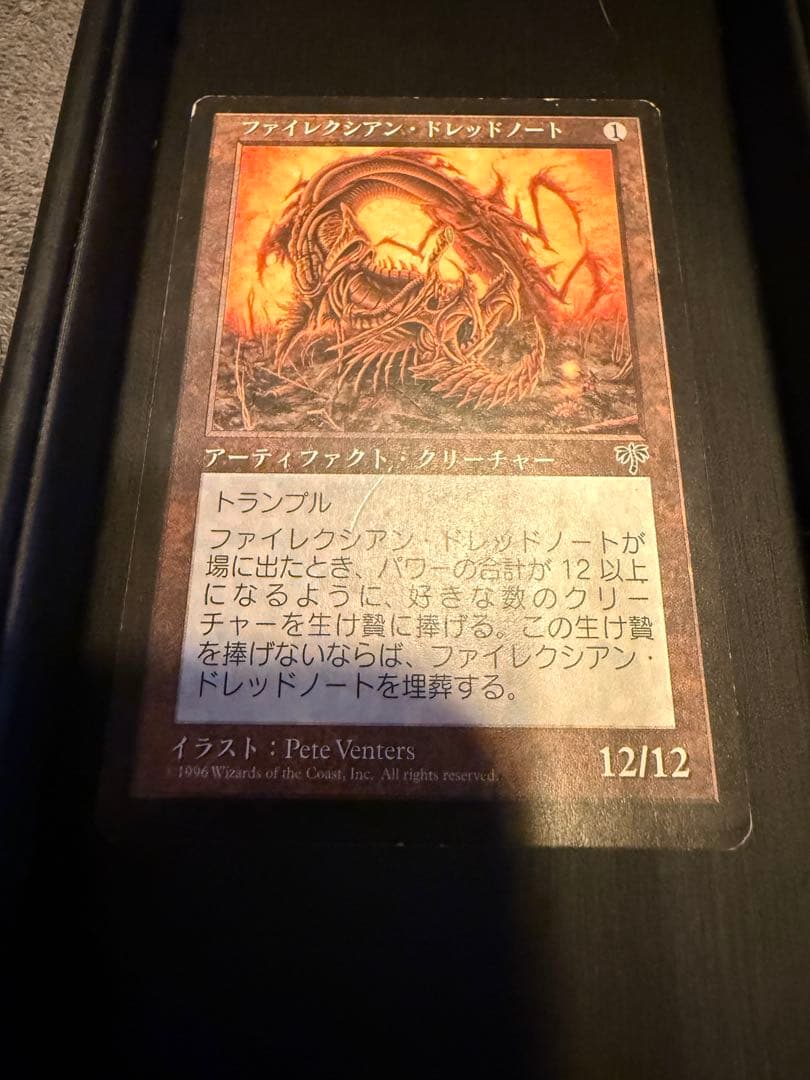 ファイレクシアン・ドレッドノート 1
アーティファクト・クリーチャー
トランプル
ファイレクシアン・ドレッドノートが
場に出たとき、パワーの合計が 12 以上
になるように、好きな数のクリー
チャーを生け贄に捧げる。この生け贄
を捧げないならば、ファイレクシアン・
ドレッドノートを埋葬する。
イラスト：Pete Venters
©1996 Wizards of the Coast, Inc. All rights reserved.
12/12